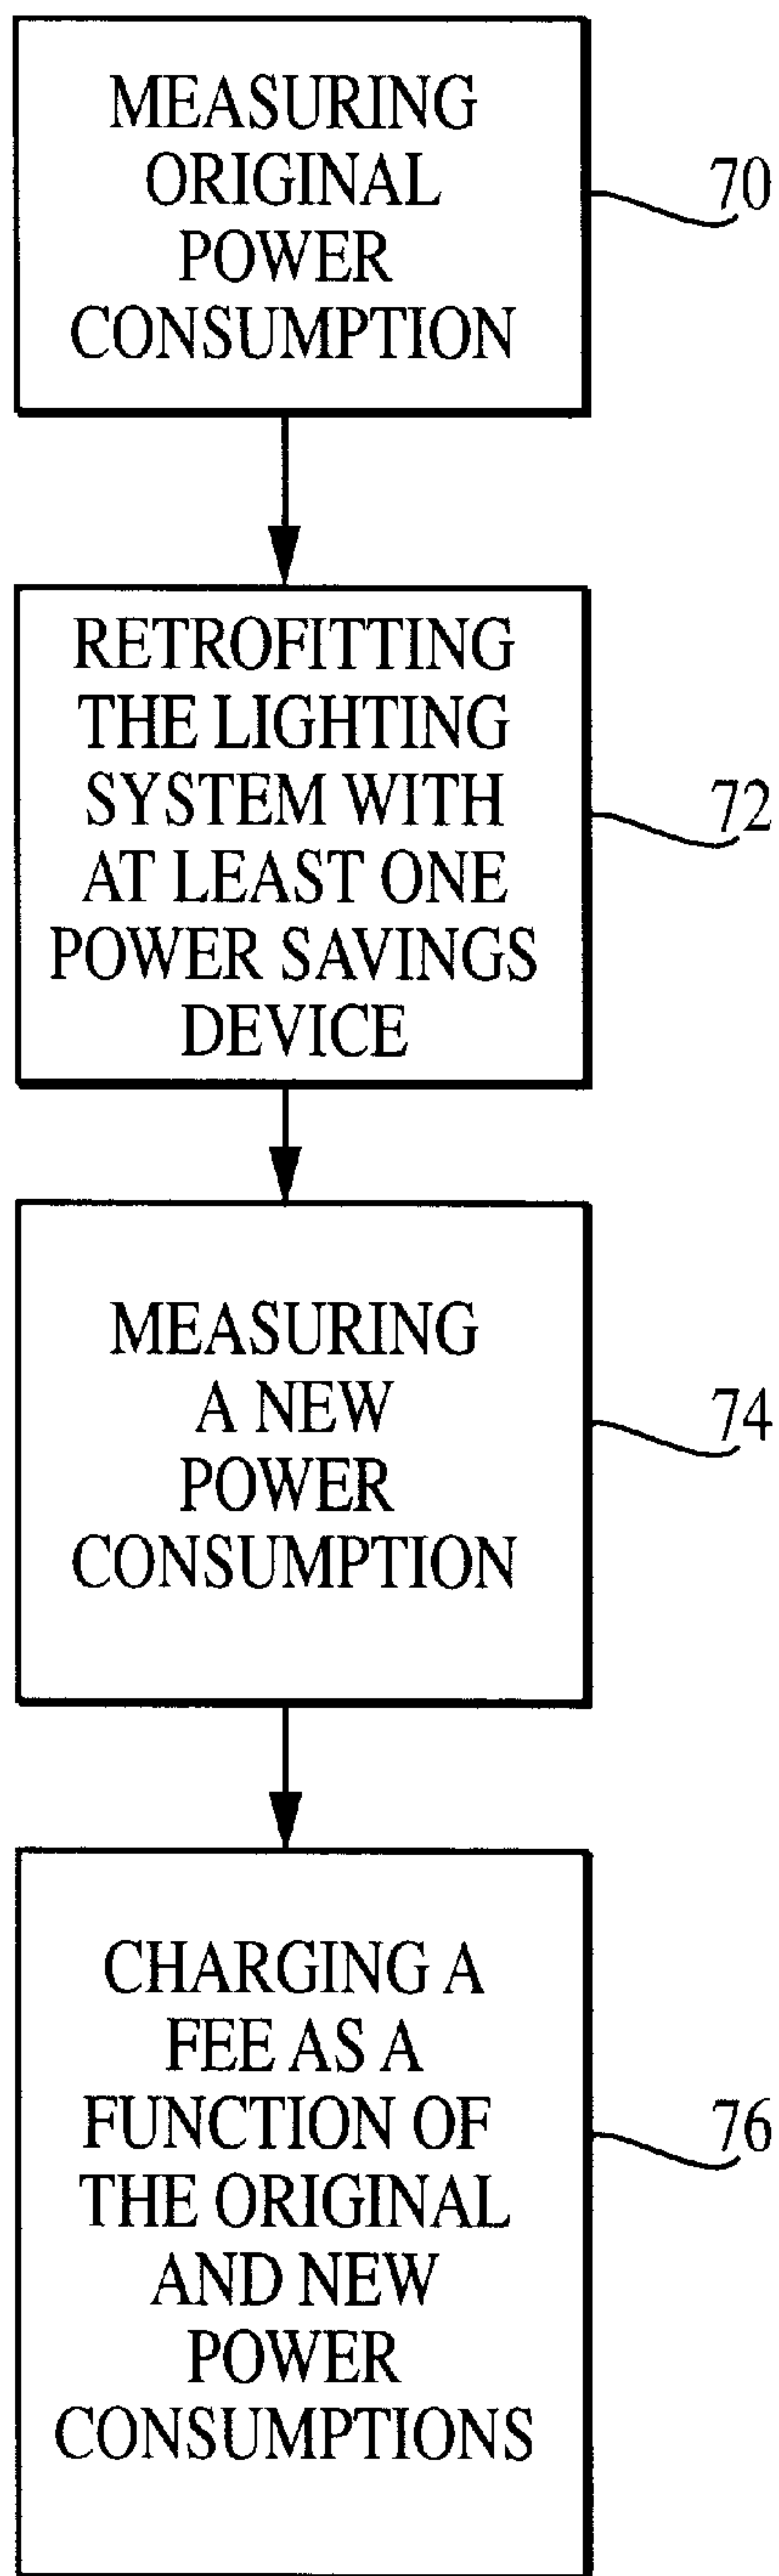 MEASURING
ORIGINAL
POWER
CONSUMPTION
70
RETROFITTING
THE LIGHTING
SYSTEM WITH
AT LEAST ONE
POWER SAVINGS
DEVICE
72
MEASURING
A NEW
POWER
CONSUMPTION
74
CHARGING A
FEE AS A
FUNCTION OF
THE ORIGINAL
AND NEW
POWER
CONSUMPTIONS
76